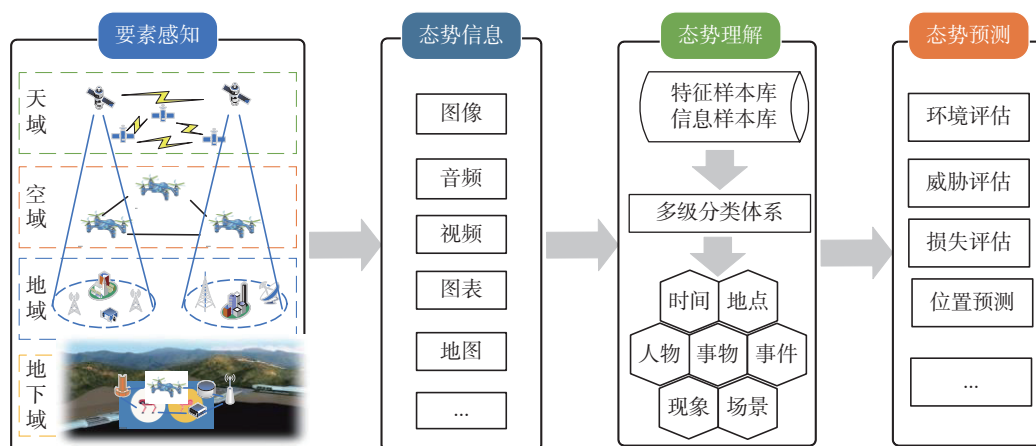 要素感知
天域
空域
地域
地下域
态势信息
图像
音频
视频
图表
地图
...
态势理解
特征样本库
信息样本库
多级分类体系
时间
地点
人物
事物
事件
现象
场景
态势预测
环境评估
威胁评估
损失评估
位置预测
...